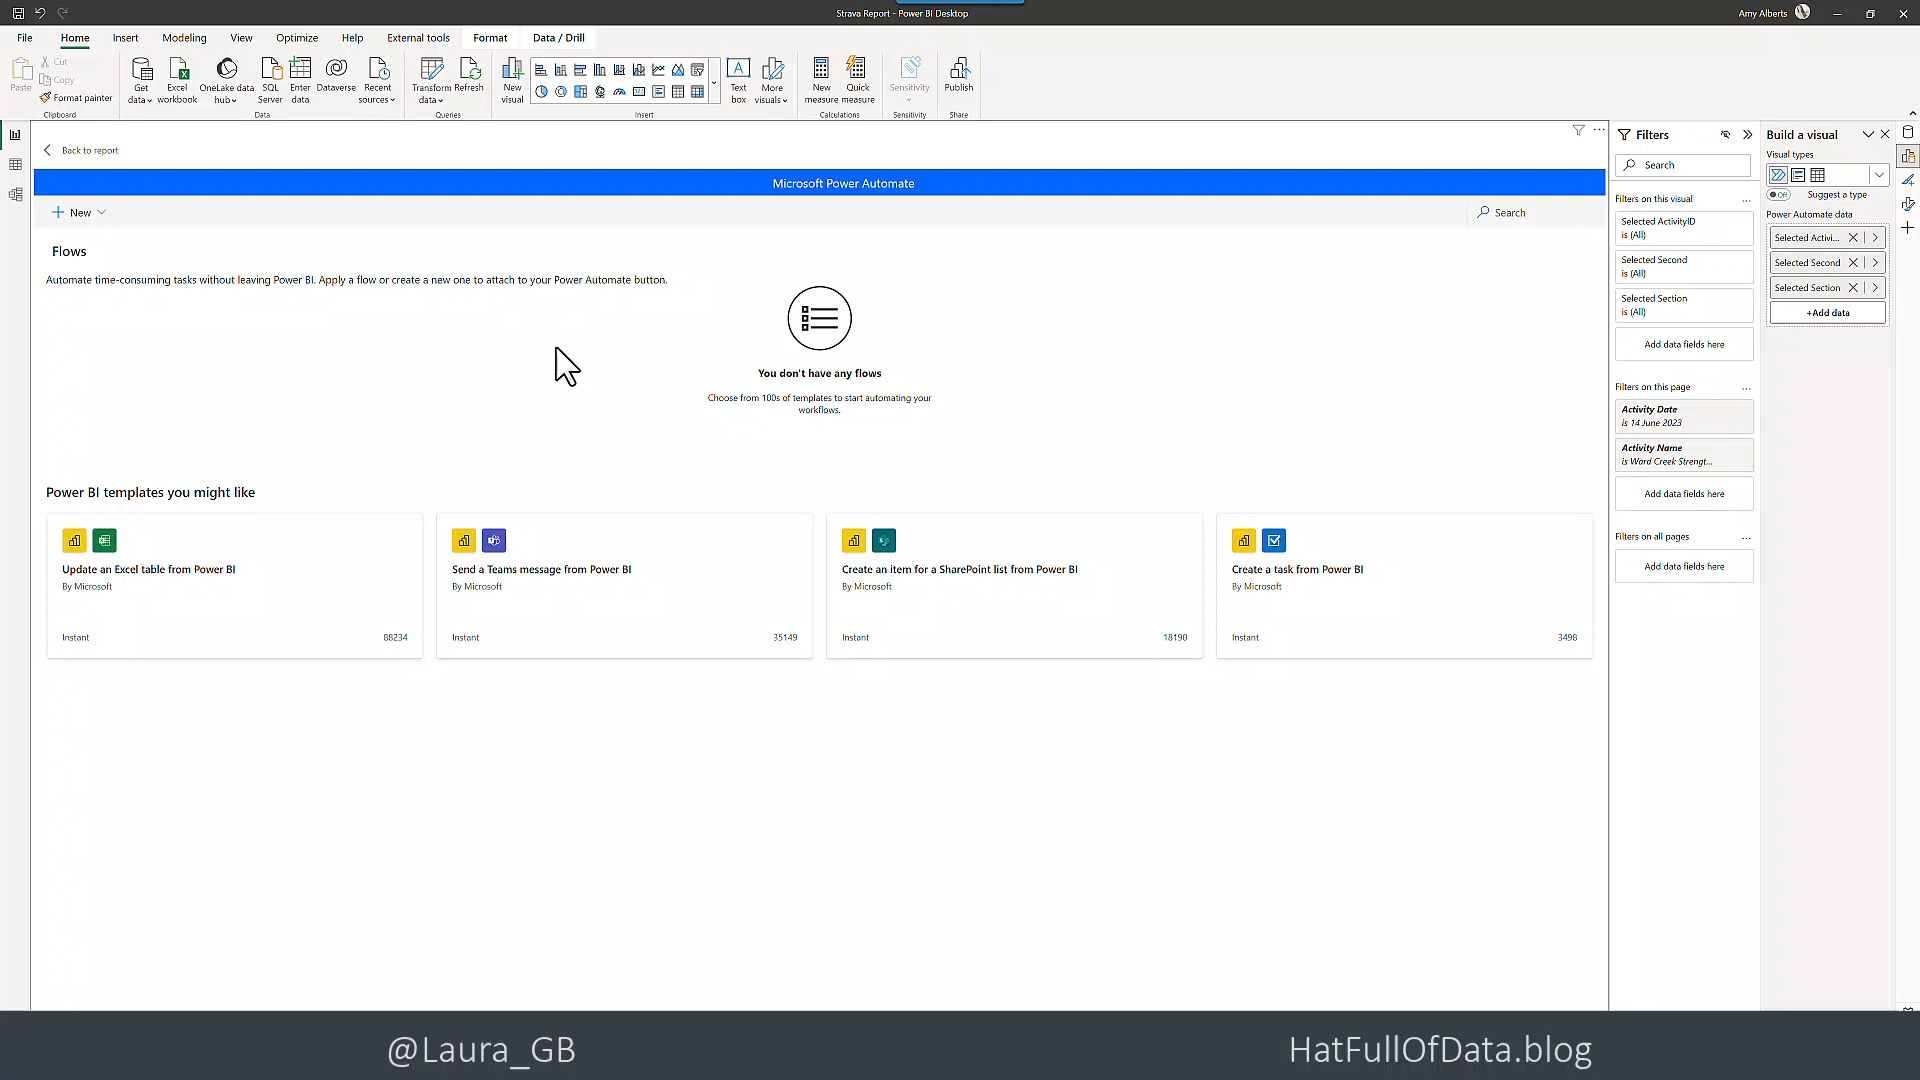 Strava Report - Power BI Desktop
Amy Alberts
File Home Insert Modeling View Optimize Help External tools Format Data / Drill
Paste
Cut
Copy
Format painter
Clipboard
Get data
Excel workbook
OneLake data hub
SQL Server
Enter data
Dataverse
Recent sources
Data
Transform data
Refresh
Queries
New visual
Text box
More visuals
Insert
New measure
Quick measure
Calculations
Sensitivity
Sensitivity
Publish
Share
Back to report
Microsoft Power Automate
New
Search
Flows
Automate time-consuming tasks without leaving Power BI. Apply a flow or create a new one to attach to your Power Automate button.
You don't have any flows
Choose from 100s of templates to start automating your
workflows.
Power BI templates you might like
Update an Excel table from Power BI
By Microsoft
Instant 88234
Send a Teams message from Power BI
By Microsoft
Instant 35149
Create an item for a SharePoint list from Power BI
By Microsoft
Instant 18190
Create a task from Power BI
By Microsoft
Instant 3498
Filters
Search
Filters on this visual ...
Selected ActivityID
is (All)
Selected Second
is (All)
Selected Section
is (All)
Add data fields here
Filters on this page ...
Activity Date
is 14 June 2023
Activity Name
is Ward Creek Strengt...
Add data fields here
Filters on all pages ...
Add data fields here
Build a visual
Visual types
Off Suggest a type
Power Automate data
Selected Activi...
Selected Second
Selected Section
+Add data
@Laura_GB
HatFullOfData.blog